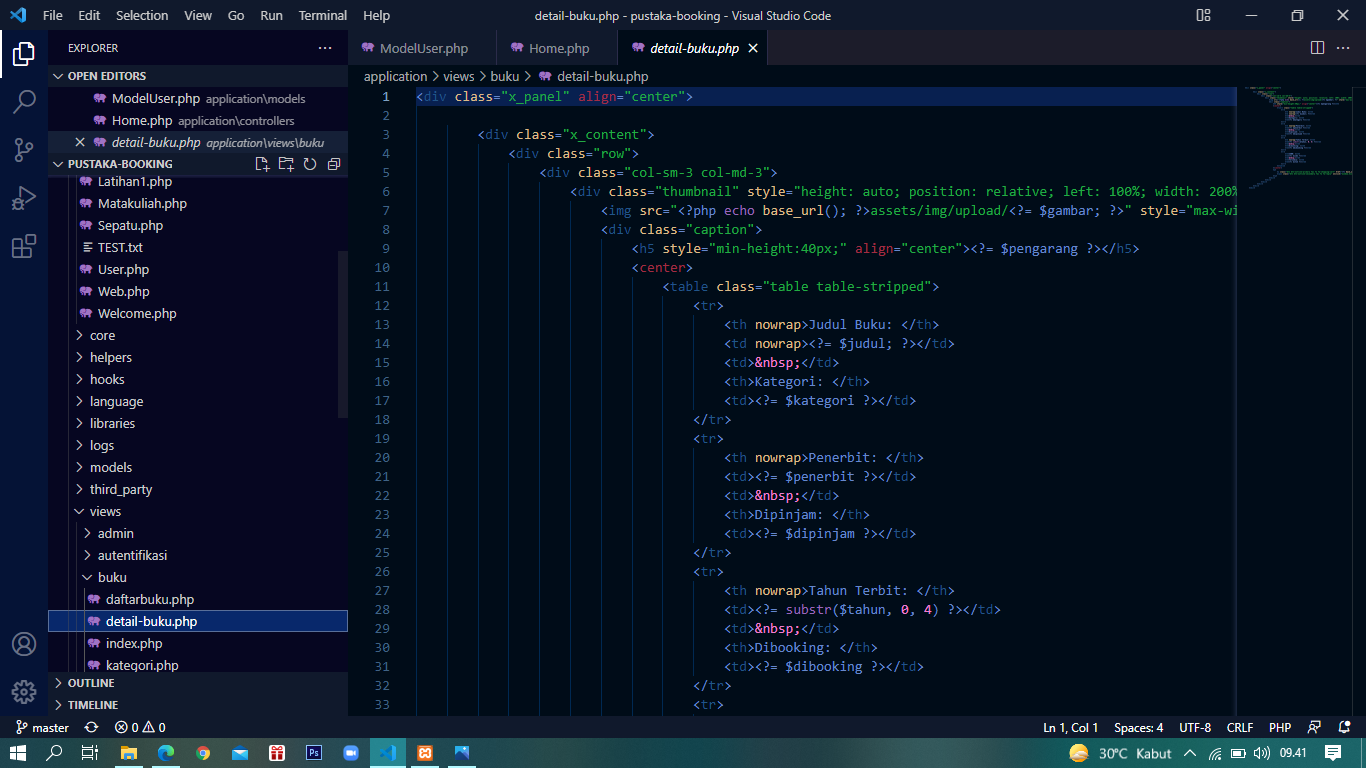 File Edit Selection View Go Run Terminal Help
detail-buku.php - pustaka-booking - Visual Studio Code
EXPLORER
OPEN EDITORS
ModelUser.php application\models
Home.php application\controllers
detail-buku.php application\views\buku
PUSTAKA-BOOKING
Latihan1.php
Matakuliah.php
Sepatu.php
TEST.txt
User.php
Web.php
Welcome.php
core
helpers
hooks
language
libraries
logs
models
third_party
views
admin
autentifikasi
buku
daftarbuku.php
detail-buku.php
index.php
kategori.php
OUTLINE
TIMELINE
ModelUser.php Home.php detail-buku.php
application > views > buku > detail-buku.php
1 <div class="x_panel" align="center">
2
3 <div class="x_content">
4 <div class="row">
5 <div class="col-sm-3 col-md-3">
6 <div class="thumbnail" style="height: auto; position: relative; left: 100%; width: 200%
7 <img src="<?php echo base_url(); ?>assets/img/upload/<?= $gambar; ?>" style="max-wi
8 <div class="caption">
9 <h5 style="min-height:40px;" align="center"><?= $pengarang ?></h5>
10 <center>
11 <table class="table table-stripped">
12 <tr>
13 <th nowrap>Judul Buku: </th>
14 <td nowrap><?= $judul; ?></td>
15 <td>&nbsp;</td>
16 <th>Kategori: </th>
17 <td><?= $kategori ?></td>
18 </tr>
19 <tr>
20 <th nowrap>Penerbit: </th>
21 <td><?= $penerbit ?></td>
22 <td>&nbsp;</td>
23 <th>Dipinjam: </th>
24 <td><?= $dipinjam ?></td>
25 </tr>
26 <tr>
27 <th nowrap>Tahun Terbit: </th>
28 <td><?= substr($tahun, 0, 4) ?></td>
29 <td>&nbsp;</td>
30 <th>Dibooking: </th>
31 <td><?= $dibooking ?></td>
32 </tr>
33 <tr>
master 0 0
Ln 1, Col 1 Spaces: 4 UTF-8 CRLF PHP
Ps
30°C Kabut 09.41